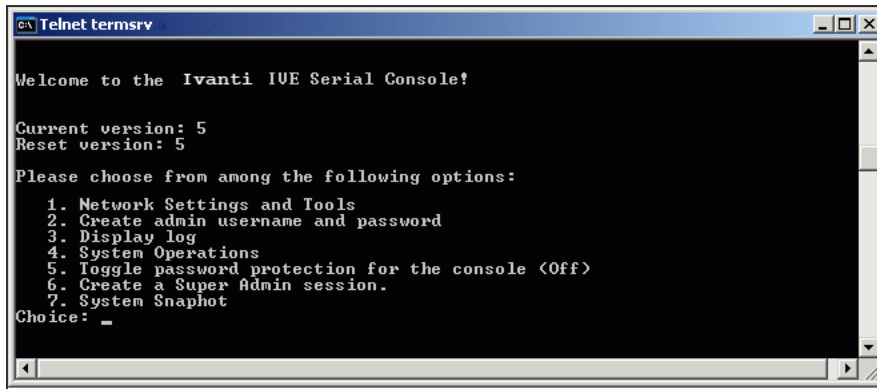 Telnet termsrv
Welcome to the Ivanti IVE Serial Console!
Current version: 5
Reset version: 5
Please choose from among the following options:
1. Network Settings and Tools
2. Create admin username and password
3. Display log
4. System Operations
5. Toggle password protection for the console (Off)
6. Create a Super Admin session.
7. System Snaphot
Choice: _